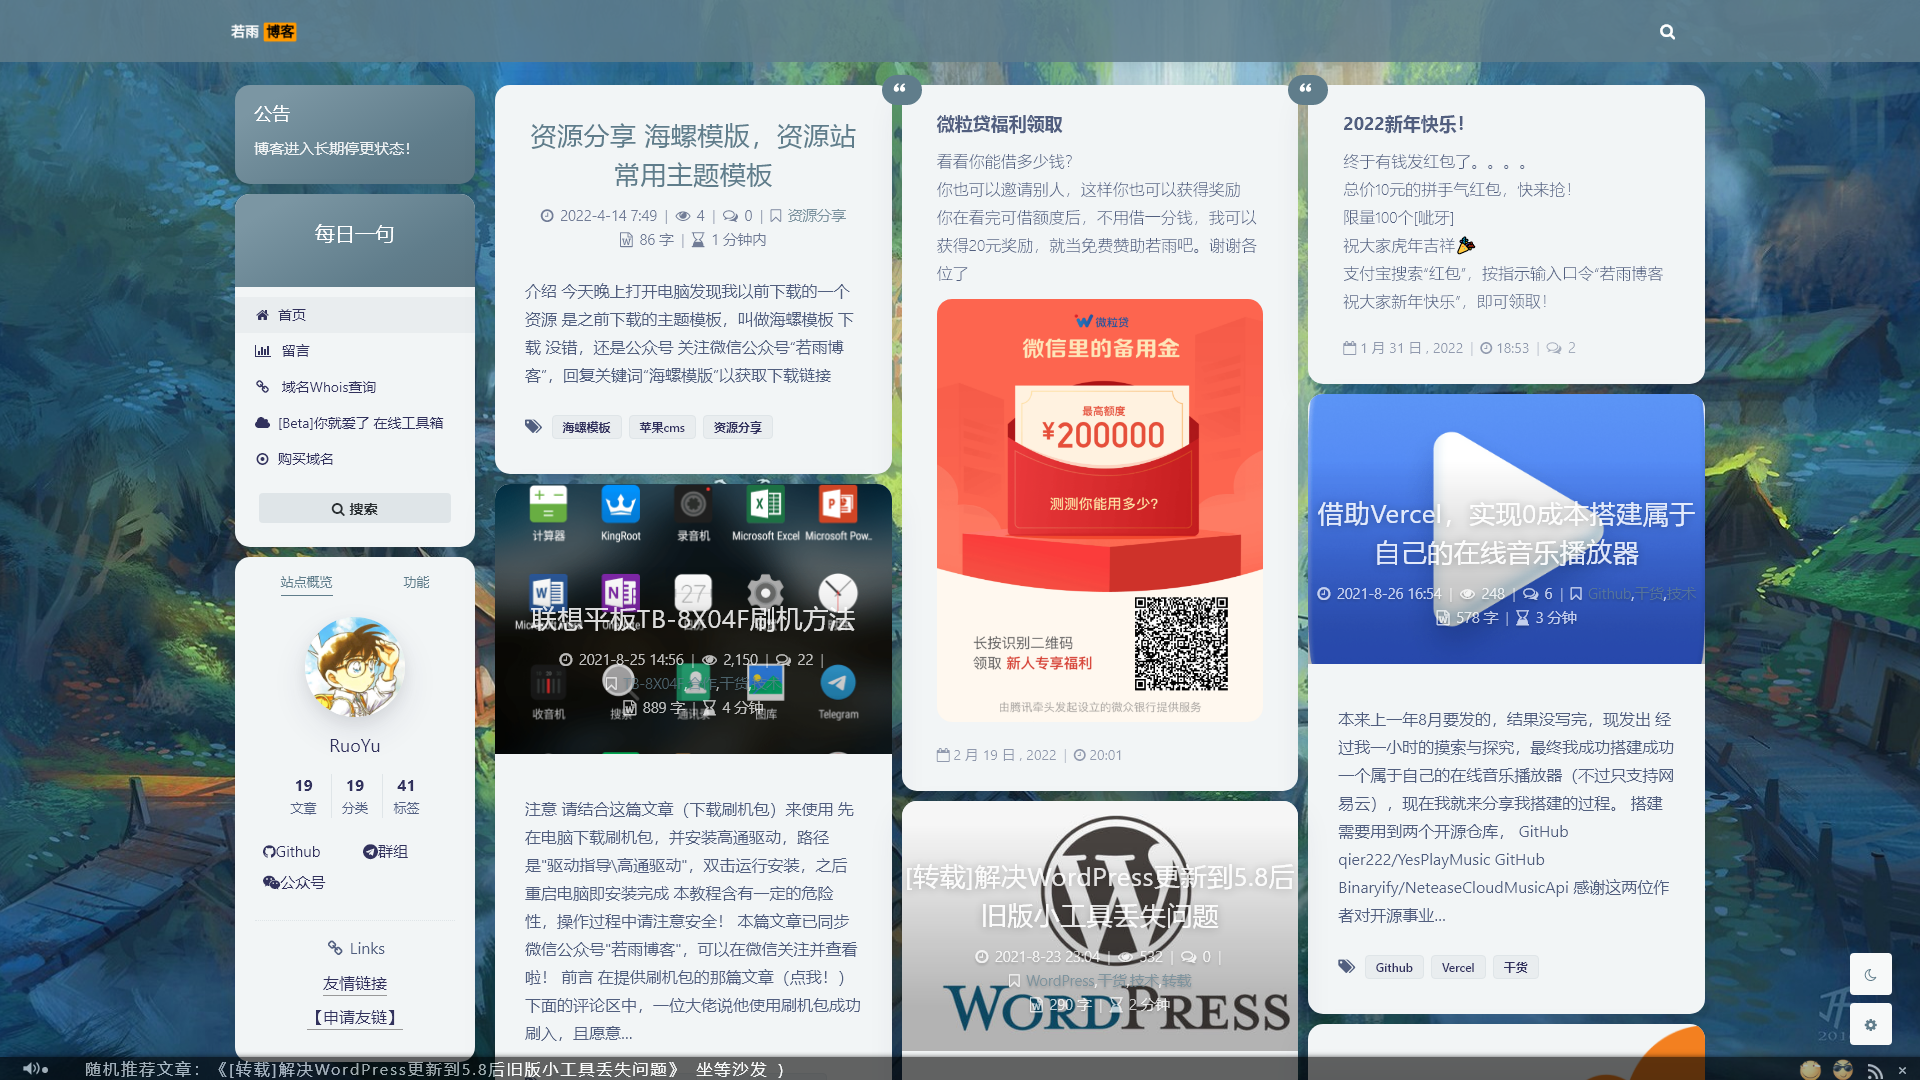 若雨 博客
公告
博客进入长期停更状态！
每日一句
首页
留言
域名Whois查询
[Beta]你就爱了 在线工具箱
购买域名
搜索
站点概览 功能
RuoYu
19 19 41
文章 分类 标签
Github 群组
公众号
Links
友情链接
【申请友链】
资源分享 海螺模版，资源站
常用主题模板
2022-4-14 7:49 | 4 | 0 | 资源分享
86 字 | 1 分钟内
介绍 今天晚上打开电脑发现我以前下载的一个
资源 是之前下载的主题模板，叫做海螺模板 下
载 没错，还是公众号 关注微信公众号“若雨博
客”，回复关键词“海螺模版”以获取下载链接
海螺模板 苹果cms 资源分享
计算器 KingRoot 录音机 Microsoft Excel Microsoft Pow..
联想平板TB-8X04F刷机方法
2021-8-25 14:56 | 2,150 | 22 |
889 字 | 4 分钟
收音机 搜索 通讯录 图库 Telegram
注意 请结合这篇文章（下载刷机包）来使用 先
在电脑下载刷机包，并安装高通驱动，路径
是"驱动指导\高通驱动"，双击运行安装，之后
重启电脑即安装完成 本教程含有一定的危险
性，操作过程中请注意安全！ 本篇文章已同步
微信公众号"若雨博客"，可以在微信关注并查看
啦！ 前言 在提供刷机包的那篇文章（点我！）
下面的评论区中，一位大佬说他使用刷机包成功
刷入，且愿意...
微粒贷福利领取
看看你能借多少钱?
你也可以邀请别人，这样你也可以获得奖励
你在看完可借额度后，不用借一分钱，我可以
获得20元奖励，就当免费赞助若雨吧。谢谢各
位了
微粒贷
微信里的备用金
最高额度
¥200000
测测你能用多少?
长按识别二维码
领取 新人专享福利
由腾讯牵头发起设立的微众银行提供服务
2 月 19 日 , 2022 | 20:01
[转载]解决WordPress更新到5.8后
旧版小工具丢失问题
2021-8-23 23:04 | 532 | 0 |
WordPress,干货,技术,转载
290 字 | 2 分钟
WORDPRESS
2022新年快乐！
终于有钱发红包了。。。。
总价10元的拼手气红包，快来抢！
限量100个[呲牙]
祝大家虎年吉祥
支付宝搜索“红包”，按指示输入口令“若雨博客
祝大家新年快乐”，即可领取！
1 月 31 日 , 2022 | 18:53 | 2
借助Vercel，实现0成本搭建属于
自己的在线音乐播放器
2021-8-26 16:54 | 248 | 6 | Github,干货,技术
578 字 | 3 分钟
本来上一年8月要发的，结果没写完，现发出 经
过我一小时的摸索与探究，最终我成功搭建成功
一个属于自己的在线音乐播放器（不过只支持网
易云），现在我就来分享我搭建的过程。 搭建
需要用到两个开源仓库， GitHub
qier222/YesPlayMusic GitHub
Binaryify/NeteaseCloudMusicApi 感谢这两位作
者对开源事业...
Github Vercel 干货
随机推荐文章：《[转载]解决WordPress更新到5.8后旧版小工具丢失问题》 坐等沙发 )